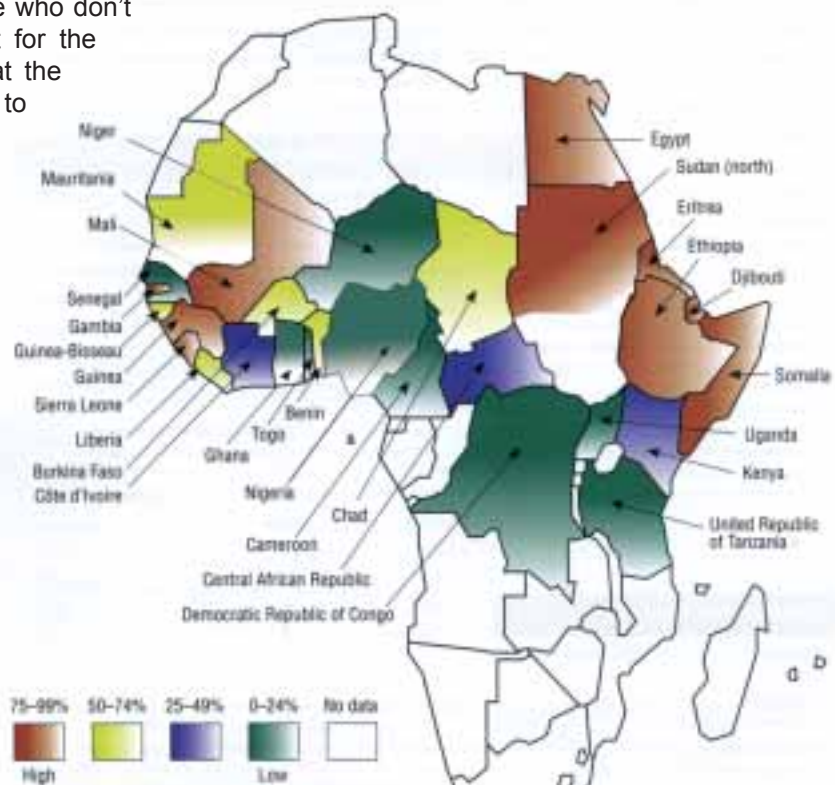 e who don't
t for the
at the
to
Niger
Mauritania
Mali
Senegal
Gambia
Guinea-Bisseau
Guinea
Sierra Leone
Liberia
Burkina Faso
Côte d'Ivoire
Ghana
Togo
Benin
Nigeria
a
Chad
Cameroon
Central African Republic
Democratic Republic of Congo
Egypt
Sudan (north)
Eritrea
Ethiopia
Djibouti
Somalia
Uganda
Kenya
United Republic
of Tanzania
75–99% 50–74% 25–49% 0–24% No data
High Low